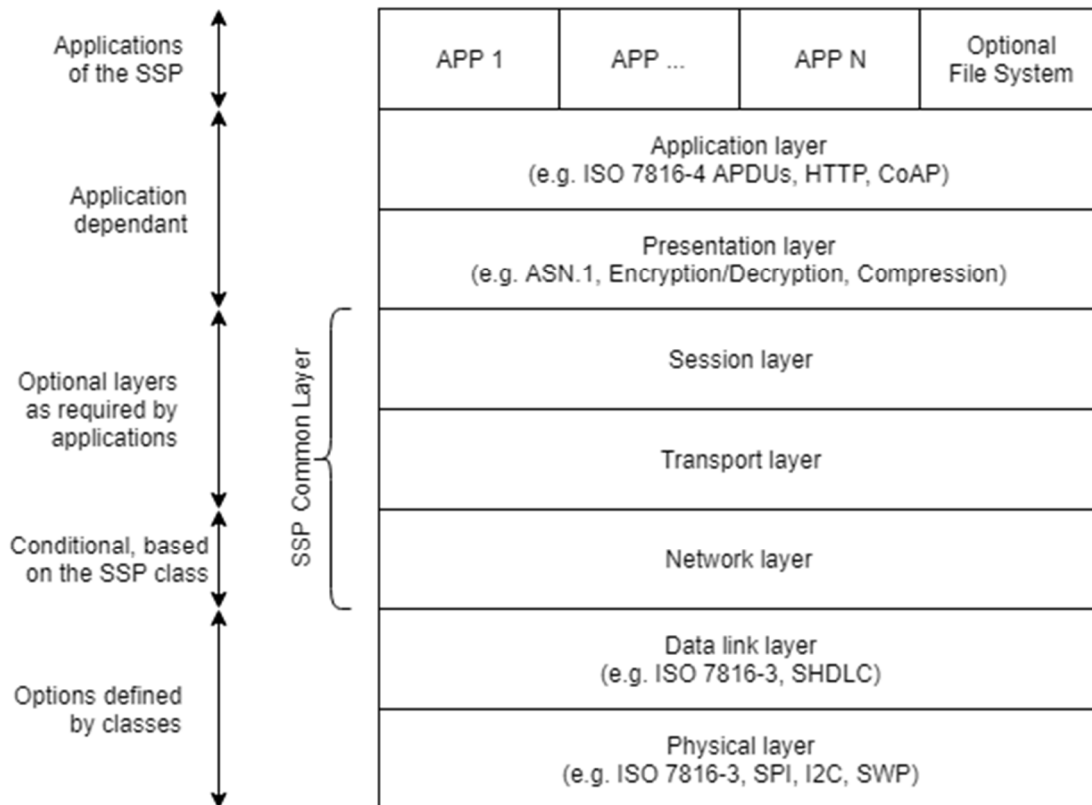 Applications
of the SSP
APP 1
APP ...
APP N
Optional
File System
Application
dependant
Application layer
(e.g. ISO 7816-4 APDUs, HTTP, CoAP)
Presentation layer
(e.g. ASN.1, Encryption/Decryption, Compression)
Optional layers
as required by
applications
SSP Common Layer
Session layer
Transport layer
Conditional, based
on the SSP class
Network layer
Options defined
by classes
Data link layer
(e.g. ISO 7816-3, SHDLC)
Physical layer
(e.g. ISO 7816-3, SPI, I2C, SWP)